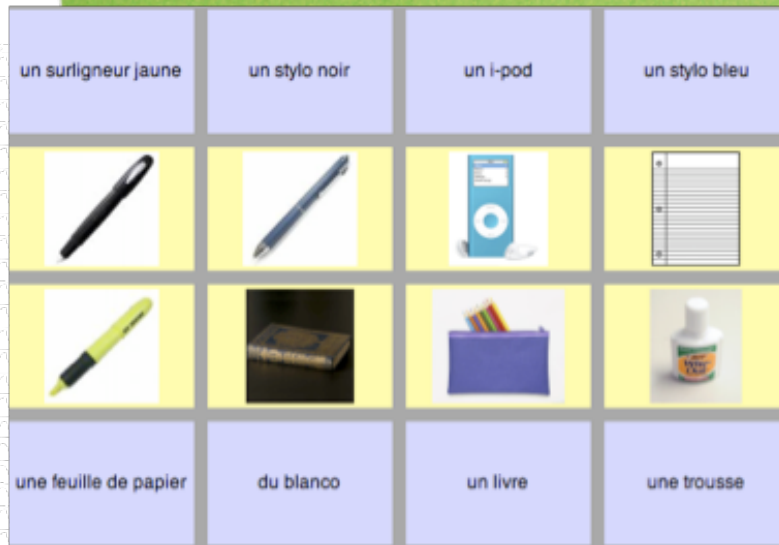 un surligneur jaune
un stylo noir
un i-pod
un stylo bleu
une feuille de papier
du blanco
un livre
une trousse